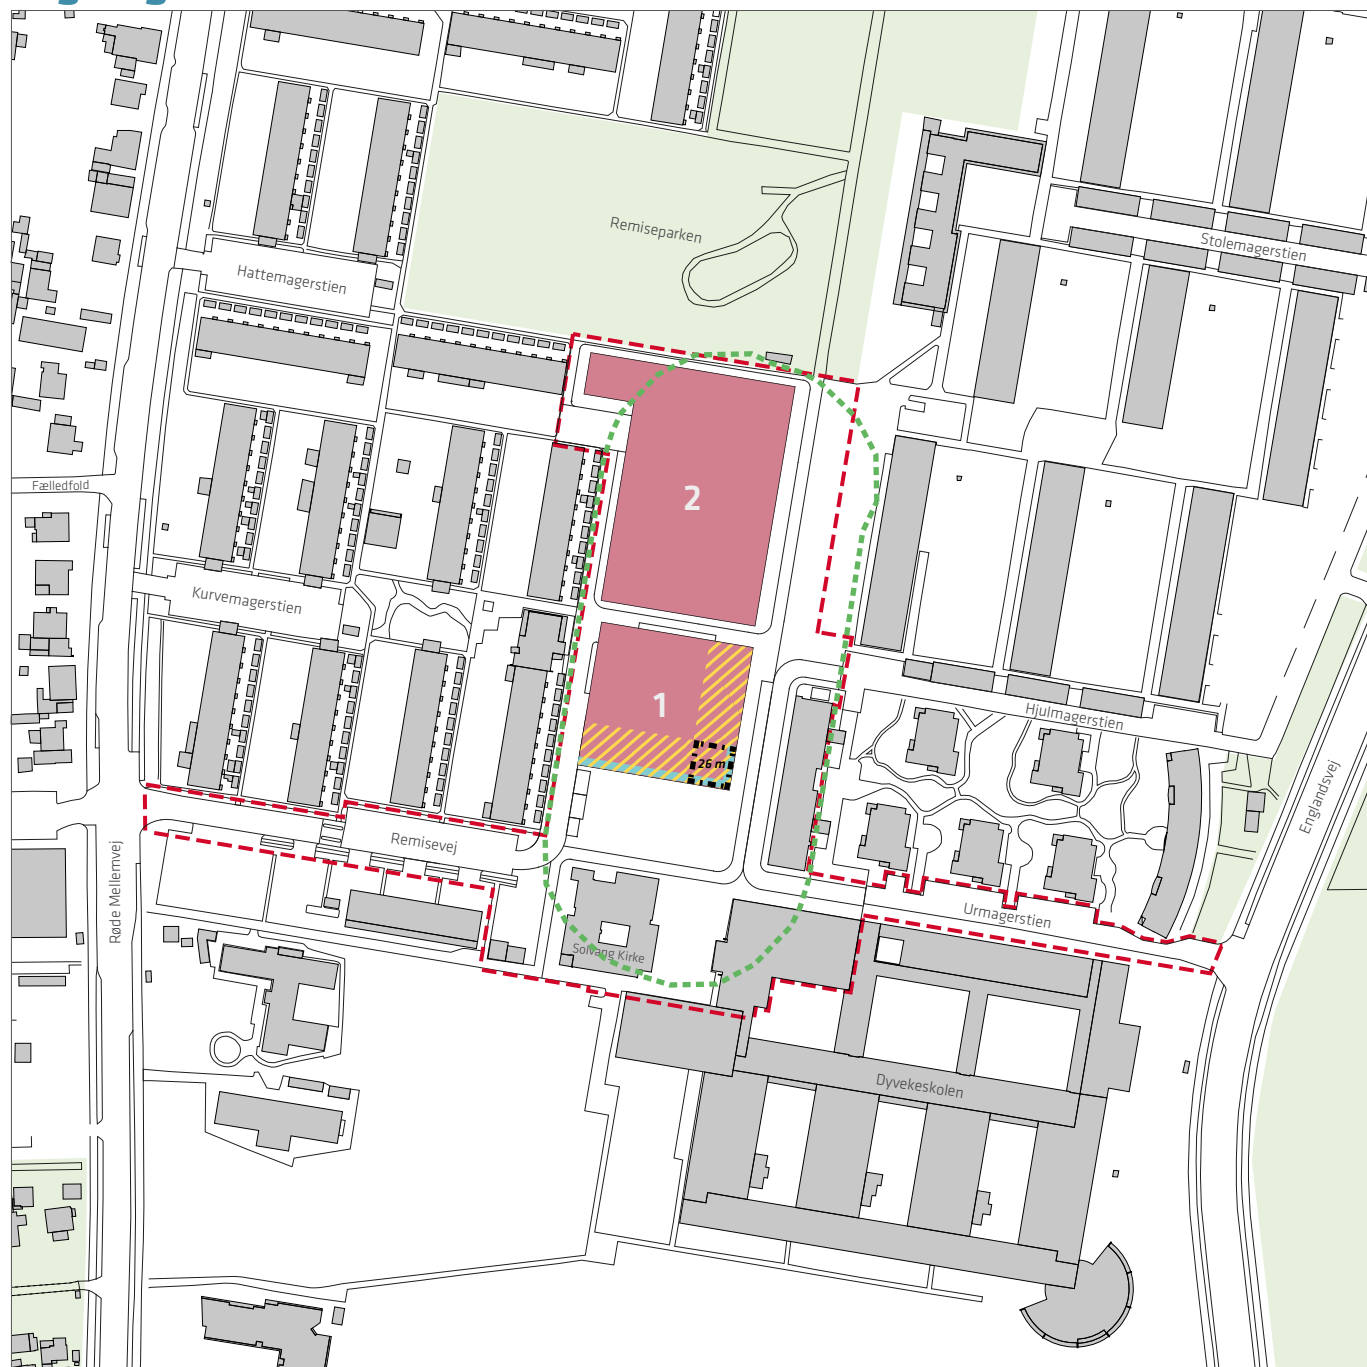 Remiseparken
Stolemagerstien
Hattemagerstien
Fælledfold
2
Kurvemagerstien
1
Hjulmagerstien
26 m
Englandsvej
Remisevej
Røde Mellemvej
Urmagerstien
Solvang Kirke
Dyvekeskolen